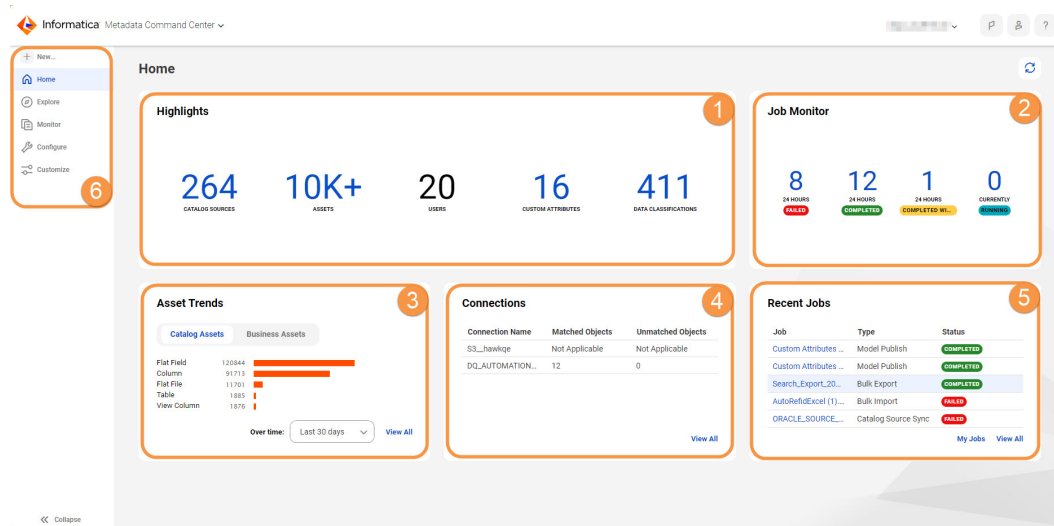 Informatica Metadata Command Center
?
New...
Home
Explore
Monitor
Configure
Customize
6
Collapse
Home
Highlights
1
264
CATALOG SOURCES
10K+
ASSETS
20
USERS
16
CUSTOM ATTRIBUTES
411
DATA CLASSIFICATIONS
Job Monitor
2
8
24 HOURS
FAILED
12
24 HOURS
COMPLETED
1
24 HOURS
COMPLETED WI...
0
CURRENTLY
RUNNING
Asset Trends
3
Catalog Assets Business Assets
Flat Field 120844
Column 91713
Flat File 11701
Table 1885
View Column 1876
Over time: Last 30 days View All
Connections
4
Connection Name Matched Objects Unmatched Objects
S3_hawkqe Not Applicable Not Applicable
DQ_AUTOMATION... 12 0
View All
Recent Jobs
5
Job Type Status
Custom Attributes ... Model Publish COMPLETED
Custom Attributes ... Model Publish COMPLETED
Search_Export_20... Bulk Export COMPLETED
AutoRefidExcel (1).... Bulk Import FAILED
ORACLE_SOURCE_... Catalog Source Sync FAILED
My Jobs View All